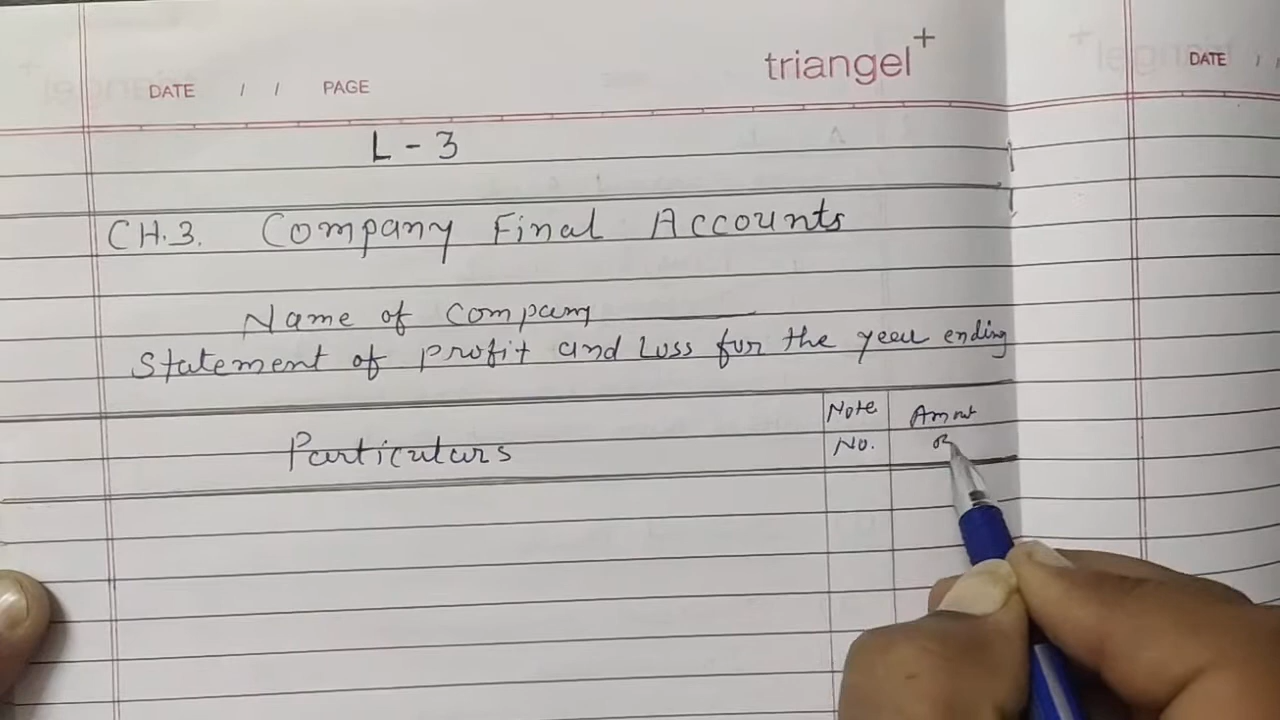 triangel+
DATE / / PAGE
DATE / /
L - 3
CH.3. Company Final Accounts
Name of Company
Statement of profit and Loss for the year ending
Particulars
Note No.
Amout